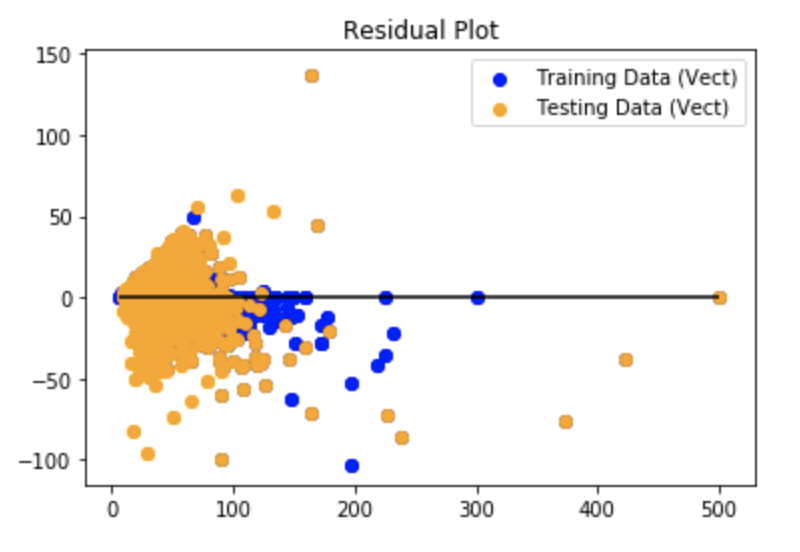 Residual Plot
Training Data (Vect)
Testing Data (Vect)
150
100
50
0
−50
−100
0 100 200 300 400 500